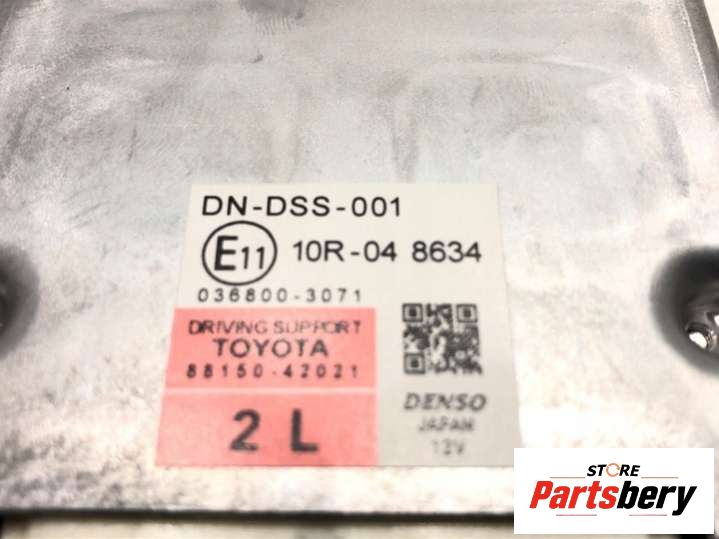 DN-DSS-001
E11 10R-04 8634
036800-3071
DRIVING SUPPORT
TOYOTA
88150-42021
2 L
DENSO
JAPAN
12V
STORE
Partsbery